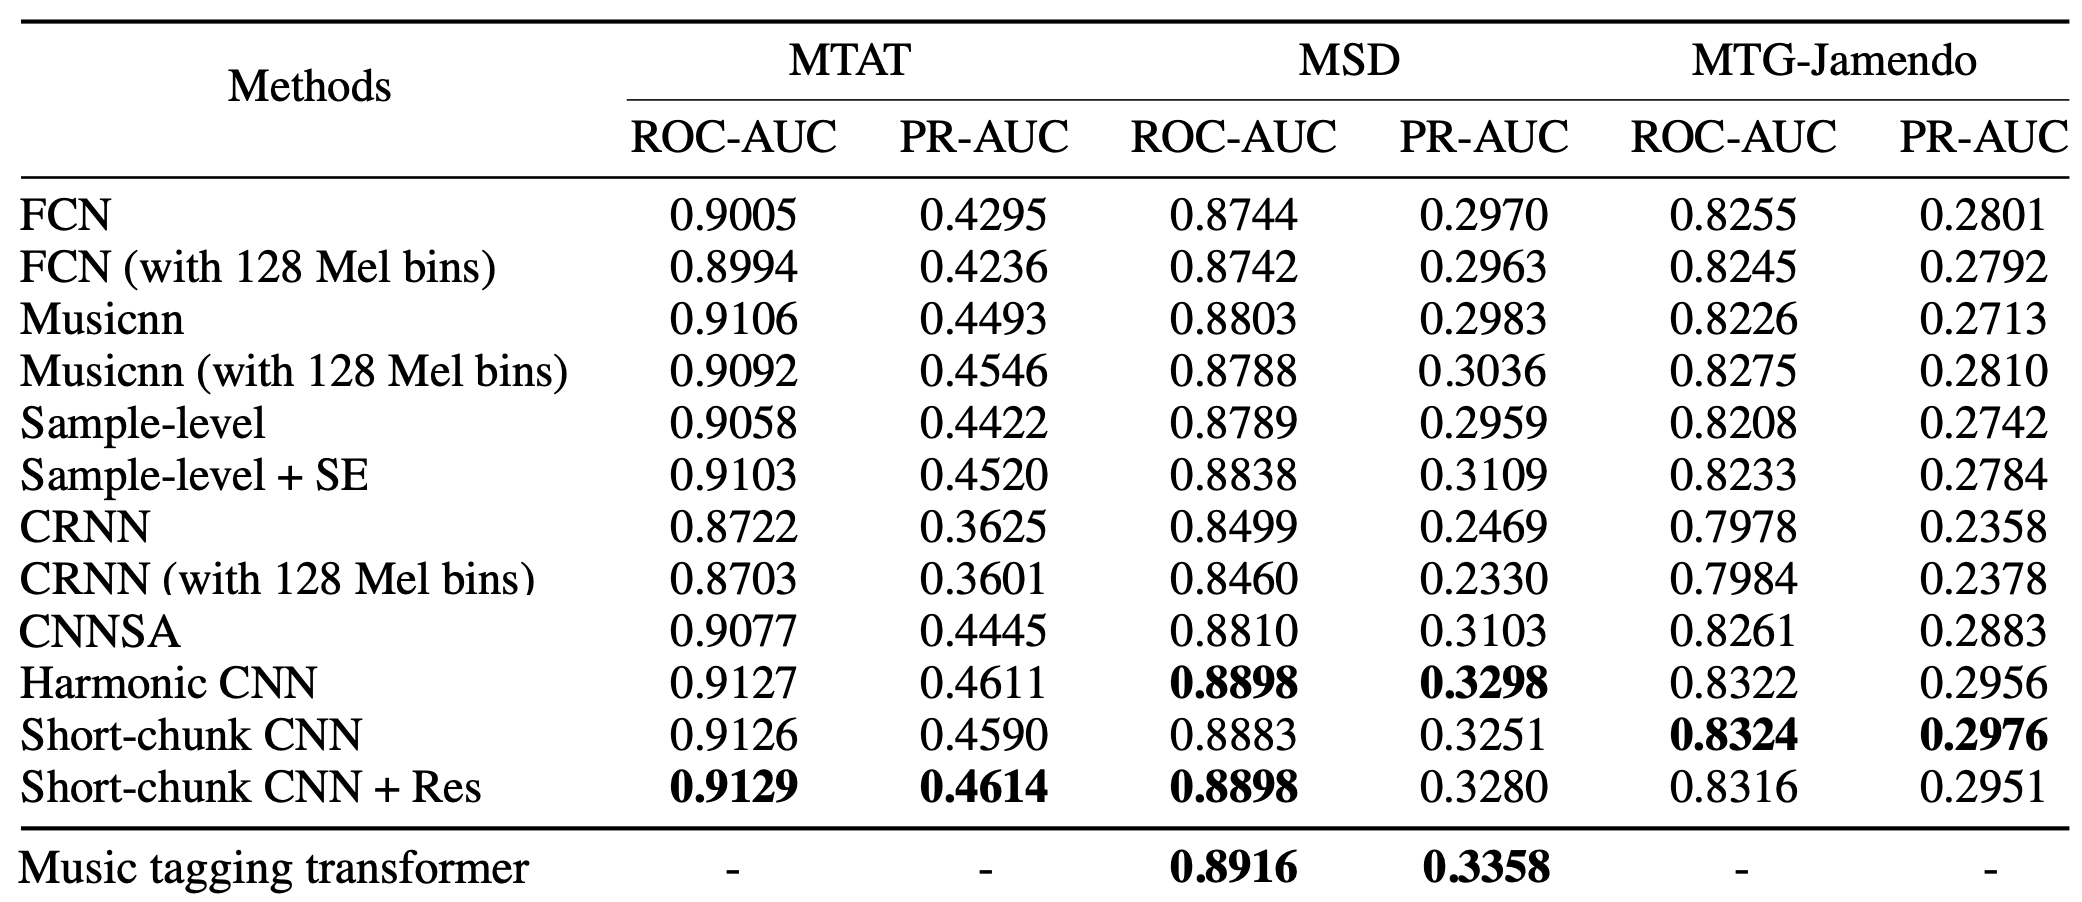 Methods MTAT MSD MTG-Jamendo
ROC-AUC PR-AUC ROC-AUC PR-AUC ROC-AUC PR-AUC
FCN 0.9005 0.4295 0.8744 0.2970 0.8255 0.2801
FCN (with 128 Mel bins) 0.8994 0.4236 0.8742 0.2963 0.8245 0.2792
Musicnn 0.9106 0.4493 0.8803 0.2983 0.8226 0.2713
Musicnn (with 128 Mel bins) 0.9092 0.4546 0.8788 0.3036 0.8275 0.2810
Sample-level 0.9058 0.4422 0.8789 0.2959 0.8208 0.2742
Sample-level + SE 0.9103 0.4520 0.8838 0.3109 0.8233 0.2784
CRNN 0.8722 0.3625 0.8499 0.2469 0.7978 0.2358
CRNN (with 128 Mel bins) 0.8703 0.3601 0.8460 0.2330 0.7984 0.2378
CNNSA 0.9077 0.4445 0.8810 0.3103 0.8261 0.2883
Harmonic CNN 0.9127 0.4611 0.8898 0.3298 0.8322 0.2956
Short-chunk CNN 0.9126 0.4590 0.8883 0.3251 0.8324 0.2976
Short-chunk CNN + Res 0.9129 0.4614 0.8898 0.3280 0.8316 0.2951
Music tagging transformer - - 0.8916 0.3358 - -